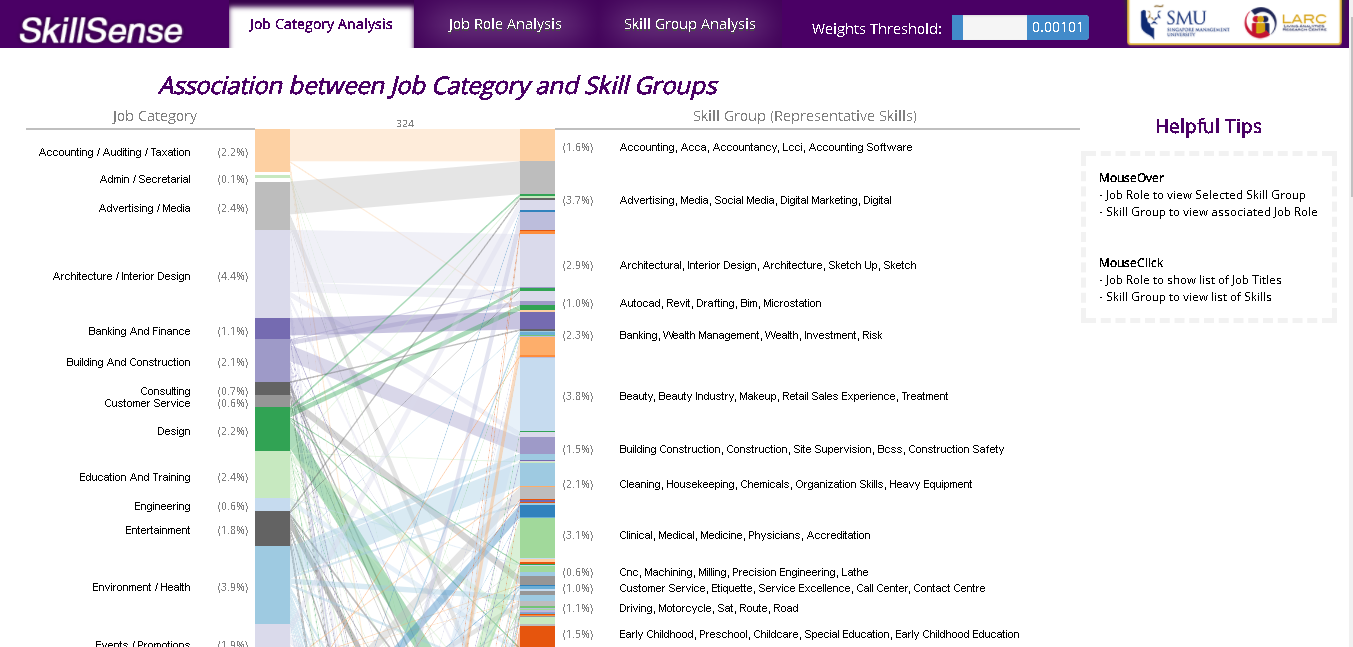 SkillSense
Job Category Analysis
Job Role Analysis
Skill Group Analysis
Weights Threshold:
0.00101
SMU
SINGAPORE MANAGEMENT
UNIVERSITY
LARC
LIVING ANALYTICS
RESEARCH CENTRE
Association between Job Category and Skill Groups
Job Category
324
Skill Group (Representative Skills)
Accounting / Auditing / Taxation (2.2%)
Admin / Secretarial (0.1%)
Advertising / Media (2.4%)
Architecture / Interior Design (4.4%)
Banking And Finance (1.1%)
Building And Construction (2.1%)
Consulting (0.7%)
Customer Service (0.6%)
Design (2.2%)
Education And Training (2.4%)
Engineering (0.6%)
Entertainment (1.8%)
Environment / Health (3.9%)
Events / Promotions (1.9%)
(1.6%) Accounting, Acca, Accountancy, Lcci, Accounting Software
(3.7%) Advertising, Media, Social Media, Digital Marketing, Digital
(2.9%) Architectural, Interior Design, Architecture, Sketch Up, Sketch
(1.0%) Autocad, Revit, Drafting, Bim, Microstation
(2.3%) Banking, Wealth Management, Wealth, Investment, Risk
(3.8%) Beauty, Beauty Industry, Makeup, Retail Sales Experience, Treatment
(1.5%) Building Construction, Construction, Site Supervision, Bcss, Construction Safety
(2.1%) Cleaning, Housekeeping, Chemicals, Organization Skills, Heavy Equipment
(3.1%) Clinical, Medical, Medicine, Physicians, Accreditation
(0.6%) Cnc, Machining, Milling, Precision Engineering, Lathe
(1.0%) Customer Service, Etiquette, Service Excellence, Call Center, Contact Centre
(1.1%) Driving, Motorcycle, Sat, Route, Road
(1.5%) Early Childhood, Preschool, Childcare, Special Education, Early Childhood Education
Helpful Tips
MouseOver
- Job Role to view Selected Skill Group
- Skill Group to view associated Job Role
MouseClick
- Job Role to show list of Job Titles
- Skill Group to view list of Skills